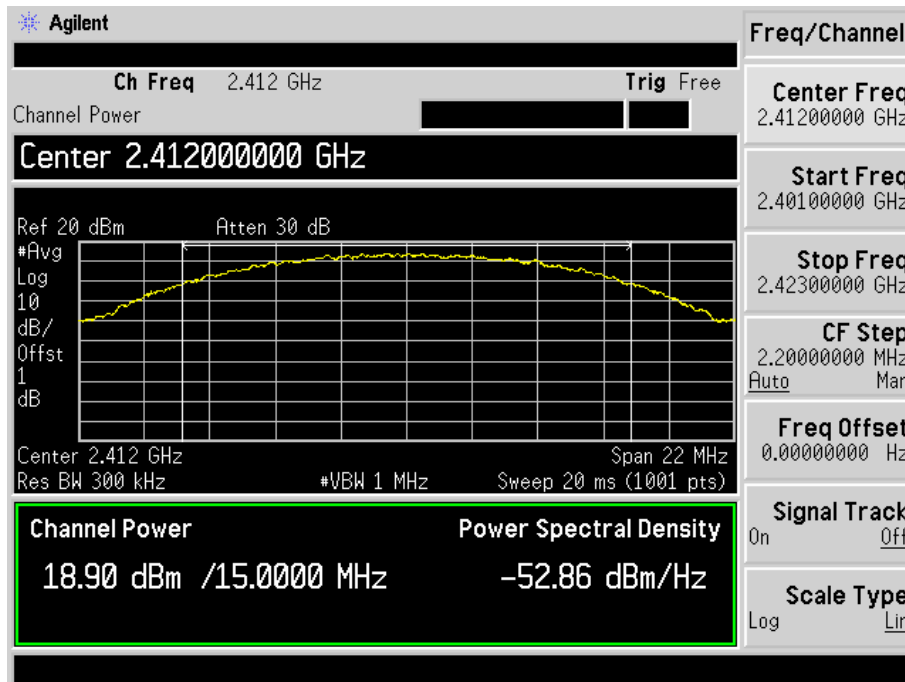 Agilent
Freq/Channel
Ch Freq 2.412 GHz
Trig Free
Channel Power
Center 2.412000000 GHz
Ref 20 dBm
Atten 30 dB
#Avg
Log
10
dB/
Offst
1
dB
Center 2.412 GHz
Span 22 MHz
Res BW 300 kHz
#VBW 1 MHz
Sweep 20 ms (1001 pts)
Channel Power
Power Spectral Density
18.90 dBm /15.0000 MHz
-52.86 dBm/Hz
Center Freq
2.41200000 GHz
Start Freq
2.40100000 GHz
Stop Freq
2.42300000 GHz
CF Step
2.20000000 MHz
Auto Man
Freq Offset
0.00000000 Hz
Signal Track
On Off
Scale Type
Log Lin